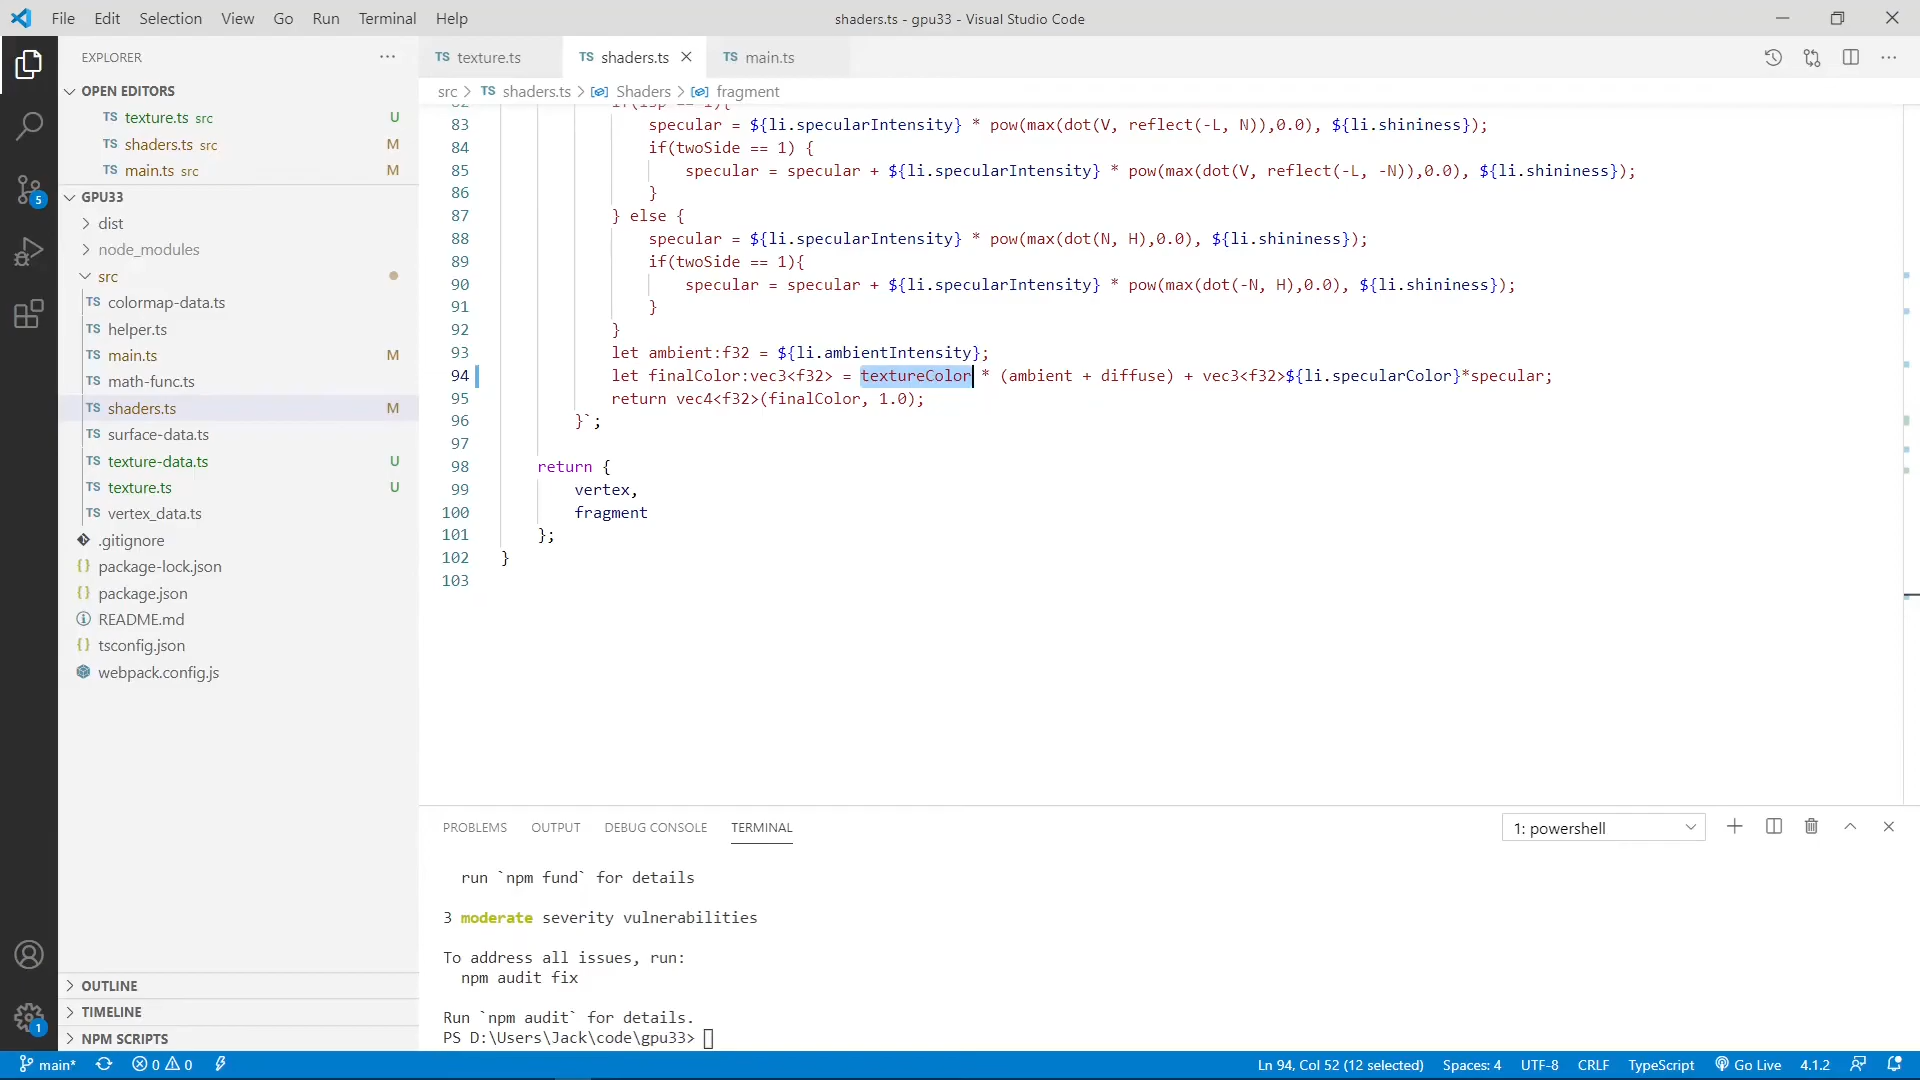 File Edit Selection View Go Run Terminal Help
shaders.ts - gpu33 - Visual Studio Code
EXPLORER
OPEN EDITORS
TS texture.ts src U
TS shaders.ts src M
TS main.ts src M
GPU33
dist
node_modules
src
TS colormap-data.ts
TS helper.ts
TS main.ts M
TS math-func.ts
TS shaders.ts M
TS surface-data.ts
TS texture-data.ts U
TS texture.ts U
TS vertex_data.ts
.gitignore
{} package-lock.json
{} package.json
README.md
{} tsconfig.json
webpack.config.js
OUTLINE
TIMELINE
NPM SCRIPTS
5
1
TS texture.ts
TS shaders.ts
TS main.ts
src > TS shaders.ts > Shaders > fragment
82 if(isp == 1){
83 specular = ${li.specularIntensity} * pow(max(dot(V, reflect(-L, N)),0.0), ${li.shininess});
84 if(twoSide == 1) {
85 specular = specular + ${li.specularIntensity} * pow(max(dot(V, reflect(-L, -N)),0.0), ${li.shininess});
86 }
87 } else {
88 specular = ${li.specularIntensity} * pow(max(dot(N, H),0.0), ${li.shininess});
89 if(twoSide == 1){
90 specular = specular + ${li.specularIntensity} * pow(max(dot(-N, H),0.0), ${li.shininess});
91 }
92 }
93 let ambient:f32 = ${li.ambientIntensity};
94 let finalColor:vec3<f32> = textureColor * (ambient + diffuse) + vec3<f32>${li.specularColor}*specular;
95 return vec4<f32>(finalColor, 1.0);
96 }`;
97
98 return {
99 vertex,
100 fragment
101 };
102 }
103
PROBLEMS OUTPUT DEBUG CONSOLE TERMINAL
1: powershell
run `npm fund` for details
3 moderate severity vulnerabilities
To address all issues, run:
npm audit fix
Run `npm audit` for details.
PS D:\Users\Jack\code\gpu33>
main* 0 0 Ln 94, Col 52 (12 selected) Spaces: 4 UTF-8 CRLF TypeScript Go Live 4.1.2